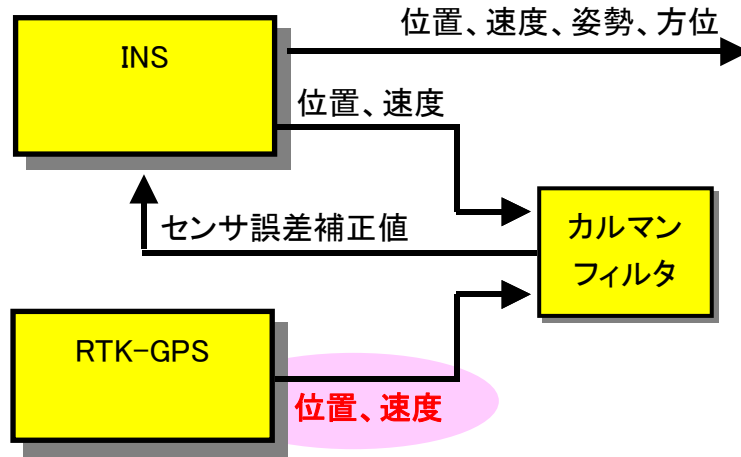 位置、速度、姿勢、方位
INS
位置、速度
センサ誤差補正値
カルマン
フィルタ
RTK-GPS
位置、速度